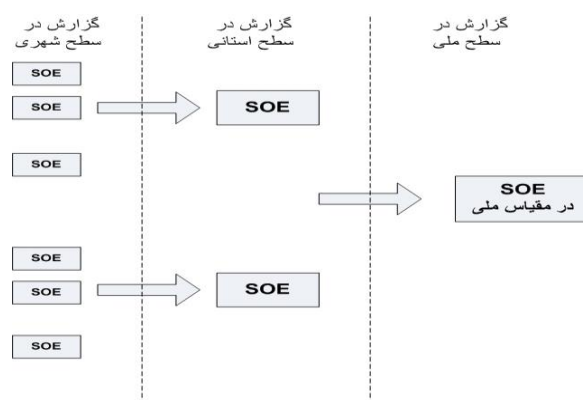 گزارش در
سطح شهری
گزارش در
سطح استانی
گزارش در
سطح ملی
SOE
SOE
SOE
SOE
SOE
SOE
SOE
SOE
SOE
در مقیاس ملی